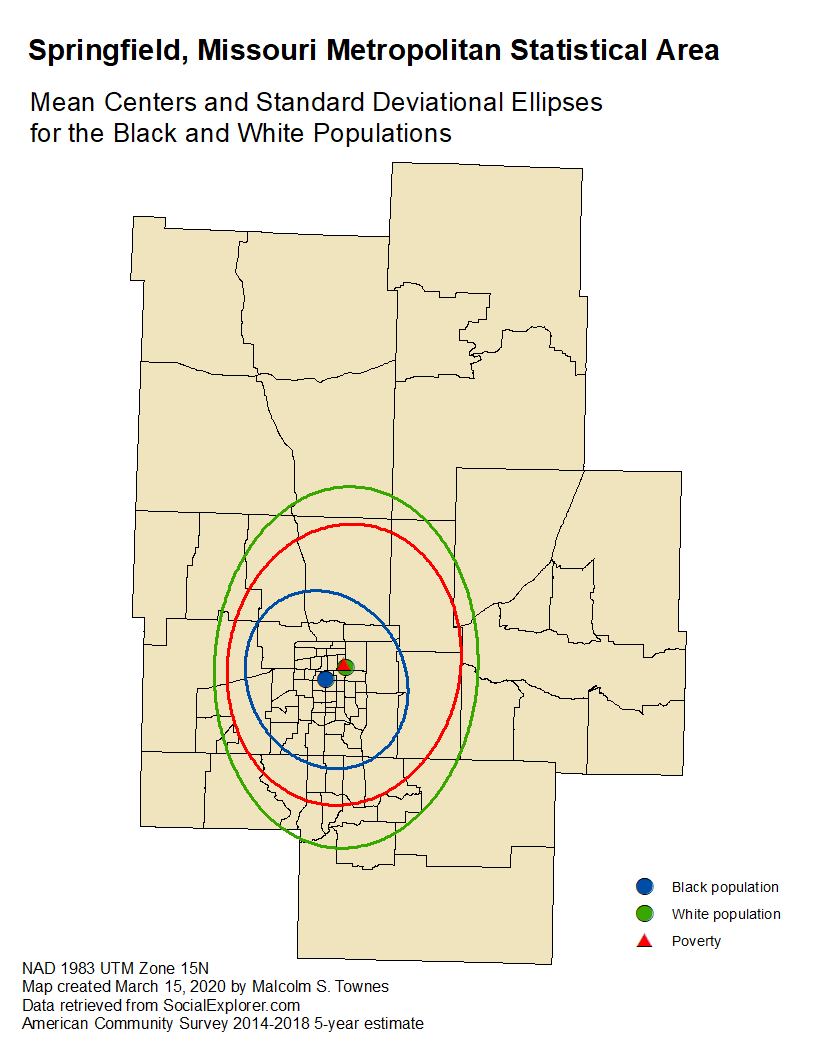 Springfield, Missouri Metropolitan Statistical Area
Mean Centers and Standard Deviational Ellipses
for the Black and White Populations
Black population
White population
Poverty
NAD 1983 UTM Zone 15N
Map created March 15, 2020 by Malcolm S. Townes
Data retrieved from SocialExplorer.com
American Community Survey 2014-2018 5-year estimate